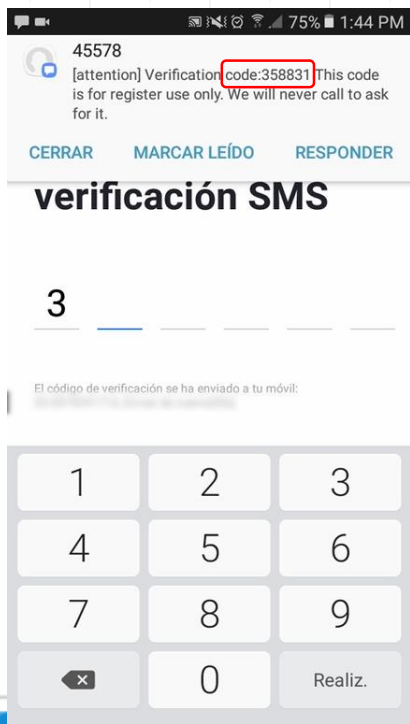 75% 1:44 PM
45578
[attention] Verification code:358831 This code
is for register use only. We will never call to ask
for it.
CERRAR MARCAR LEÍDO RESPONDER
verificación SMS
3
El código de verificación se ha enviado a tu móvil:
1 2 3
4 5 6
7 8 9
0 Realiz.